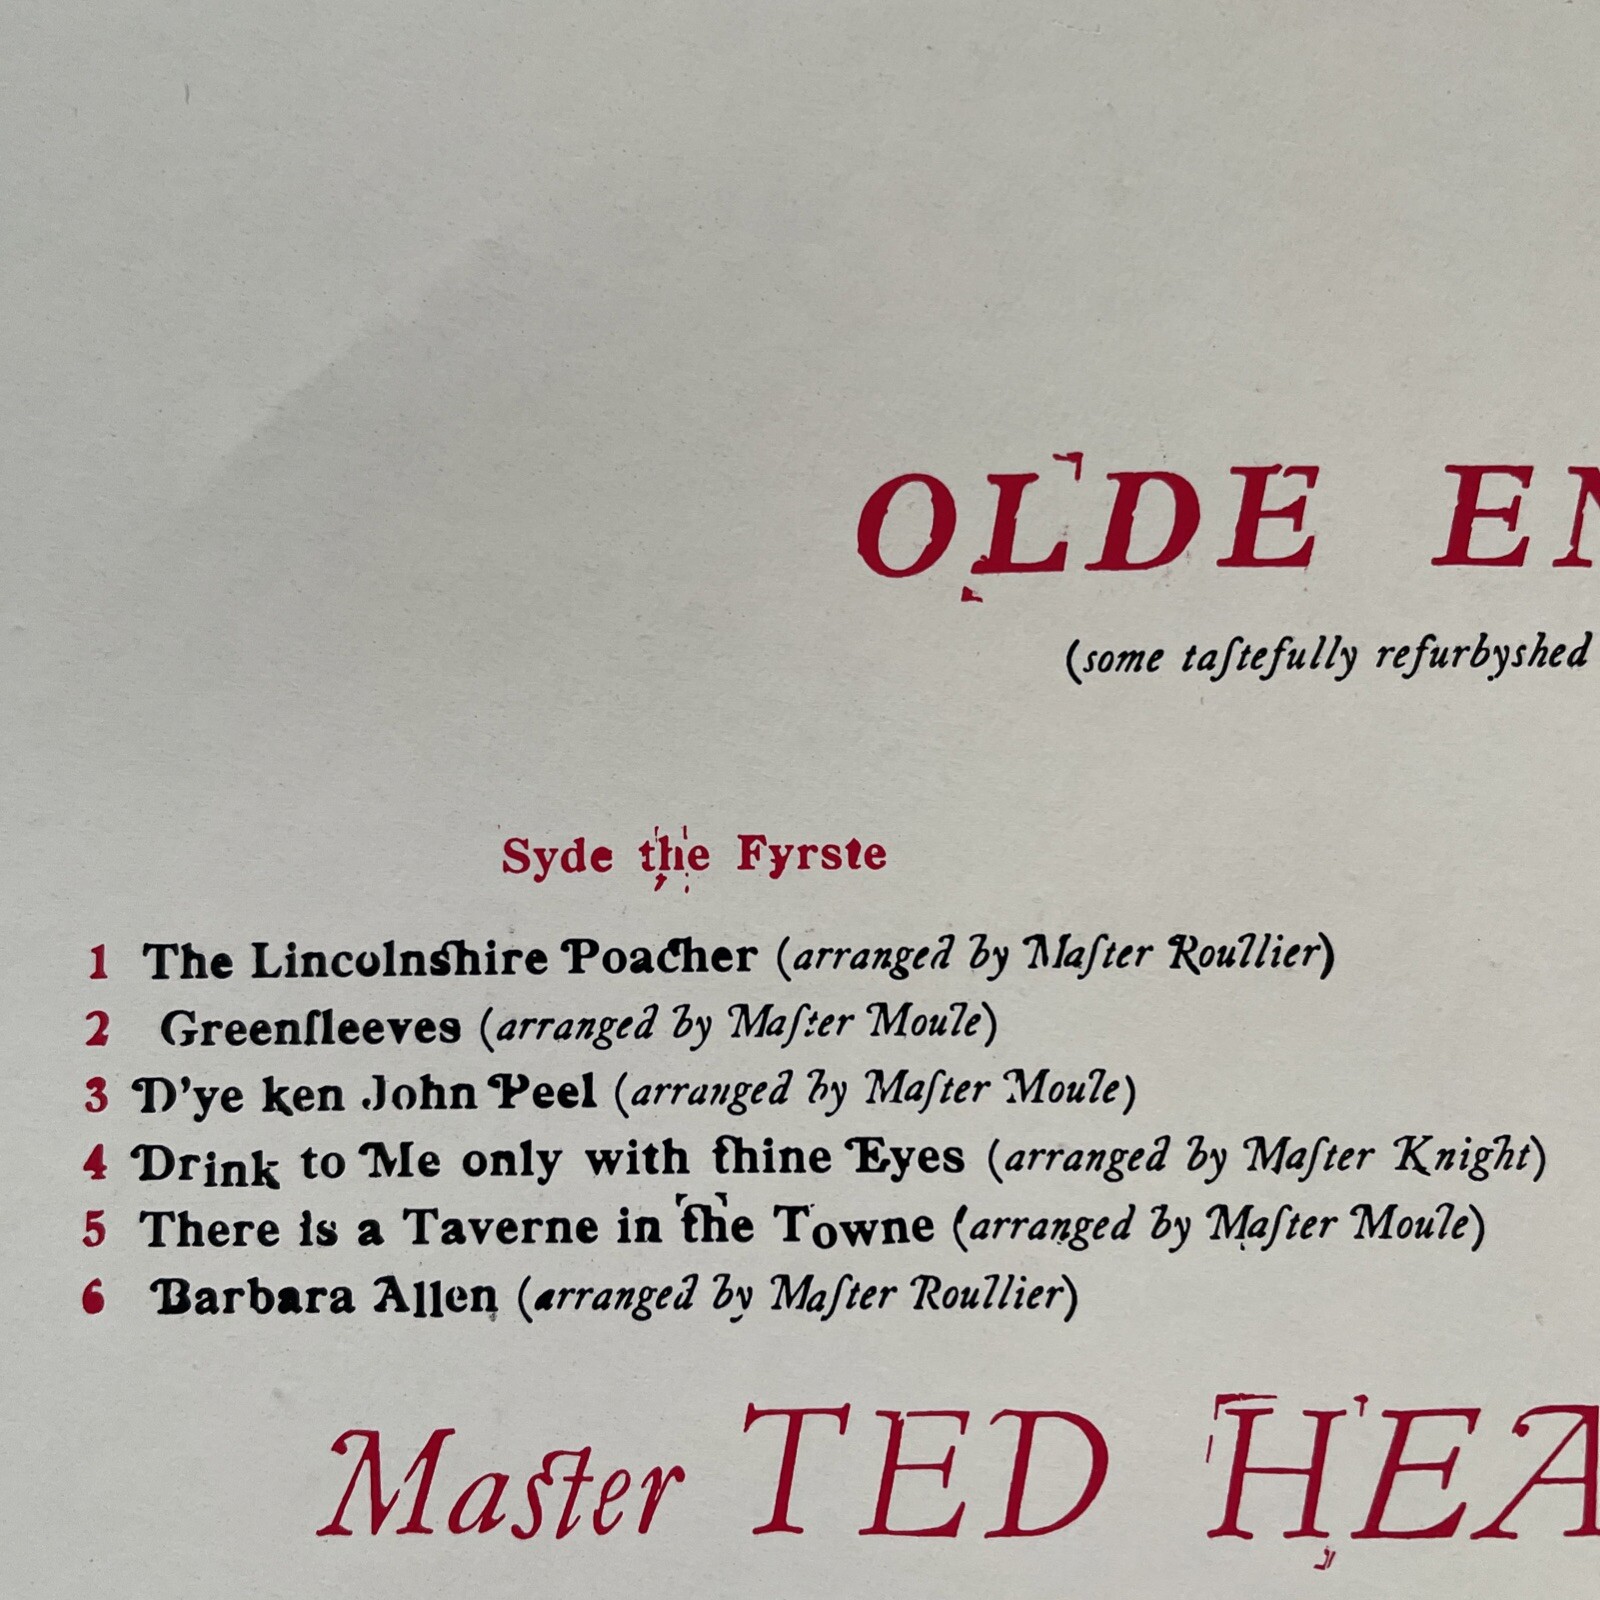 OLDE EN
(some taſtefully refurbyshed
Syde the Fyrste
1 The Lincolnshire Poacher (arranged by Maſter Roullier)
2 Greenſleeves (arranged by Maſter Moule)
3 D'ye ken John Peel (arranged by Maſter Moule)
4 Drink to Me only with thine Eyes (arranged by Maſter Knight)
5 There is a Taverne in the Towne (arranged by Maſter Moule)
6 Barbara Allen (arranged by Maſter Roullier)
Master TED HEA